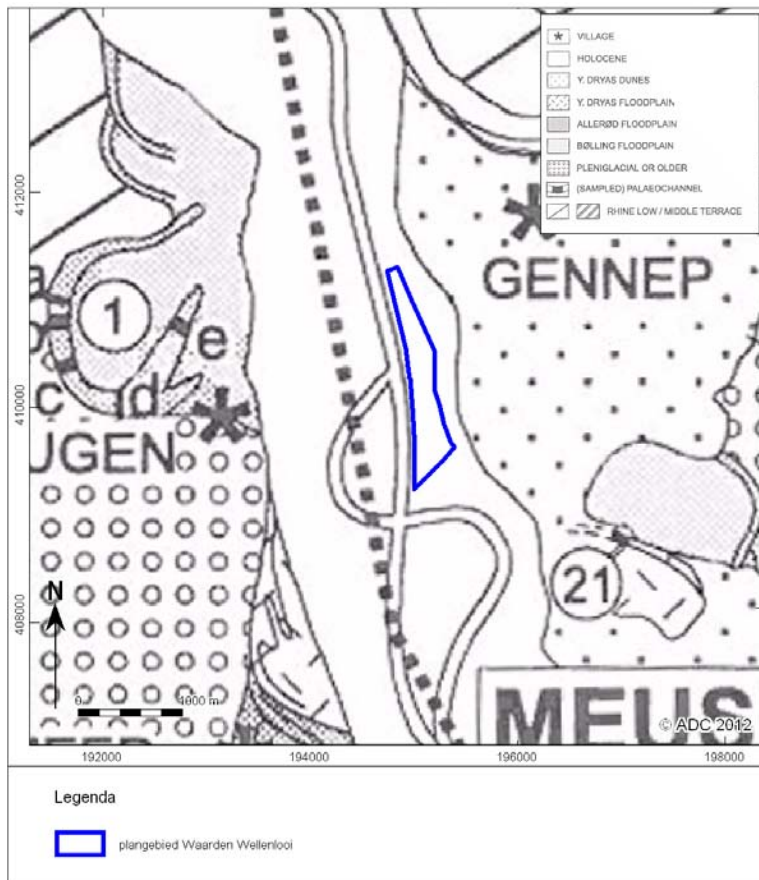 VILLAGE
HOLOCENE
Y. DRYAS DUNES
Y. DRYAS FLOODPLAIN
ALLERØD FLOODPLAIN
BØLLING FLOODPLAIN
PLENIGLACIAL OR OLDER
(SAMPLED) PALAEOCHANNEL
RHINE LOW / MIDDLE TERRACE
412000
GENNEP
a
1
b
e
410000
c
d
UGEN
21
N
408000
0
1000 m
MEUS
© ADC 2012
192000
194000
196000
198000
Legenda
plangebied Waarden Wellenlooi